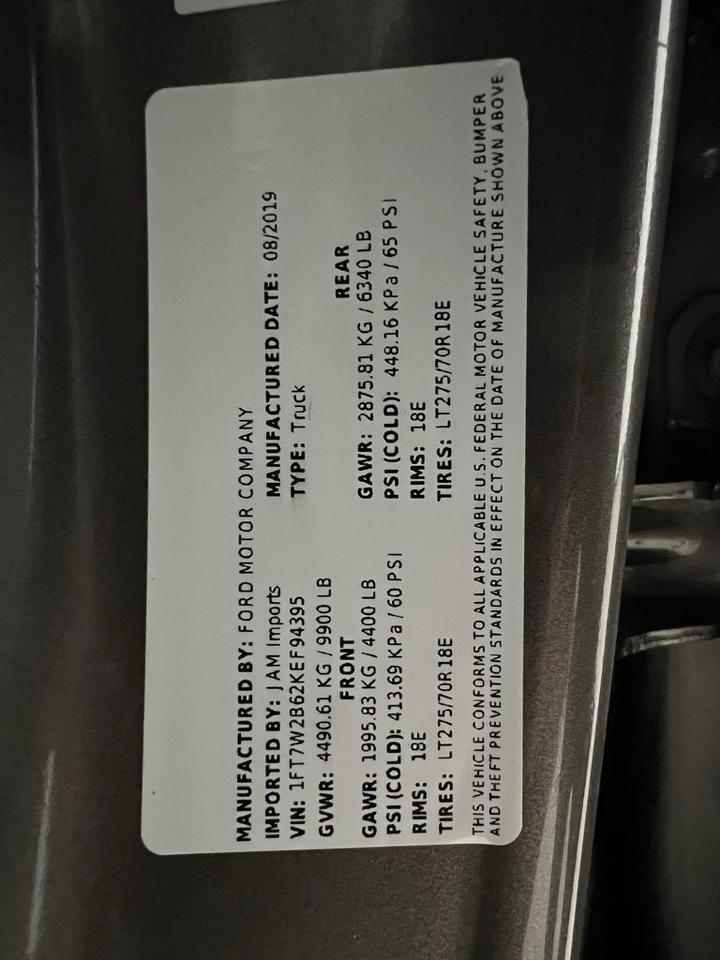 MANUFACTURED BY: FORD MOTOR COMPANY
IMPORTED BY: JAM Imports MANUFACTURED DATE: 08/2019
VIN: 1FT7W2B62KEF94395 TYPE: Truck
GVWR: 4490.61 KG / 9900 LB
FRONT REAR
GAWR: 1995.83 KG / 4400 LB GAWR: 2875.81 KG / 6340 LB
PSI (COLD): 413.69 KPa / 60 PSI PSI (COLD): 448.16 KPa / 65 PSI
RIMS: 18E RIMS: 18E
TIRES: LT275/70R18E TIRES: LT275/70R18E
THIS VEHICLE CONFORMS TO ALL APPLICABLE U.S. FEDERAL MOTOR VEHICLE SAFETY, BUMPER
AND THEFT PREVENTION STANDARDS IN EFFECT ON THE DATE OF MANUFACTURE SHOWN ABOVE